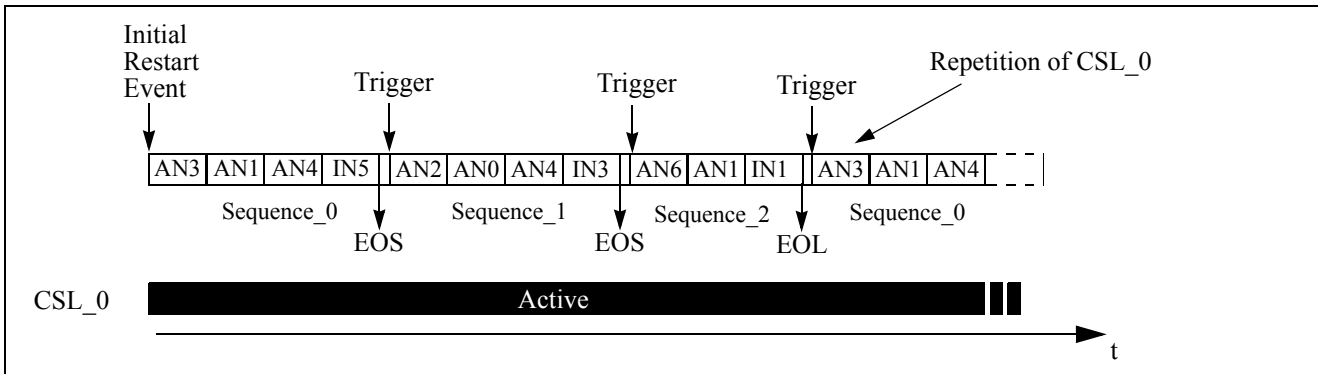 Initial
Restart
Event
Trigger
Trigger
Trigger
Repetition of CSL_0
AN3 AN1 AN4 IN5 AN2 AN0 AN4 IN3 AN6 AN1 IN1 AN3 AN1 AN4
Sequence_0 Sequence_1 Sequence_2 Sequence_0
EOS EOS EOL
CSL_0 Active
t